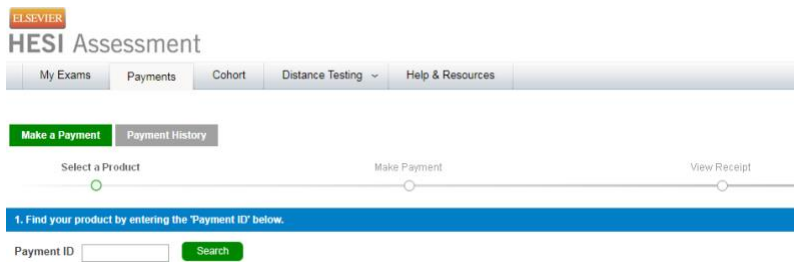 ELSEVIER
HESI Assessment
My Exams Payments Cohort Distance Testing Help & Resources
Make a Payment Payment History
Select a Product Make Payment View Receipt
1. Find your product by entering the 'Payment ID' below.
Payment ID Search